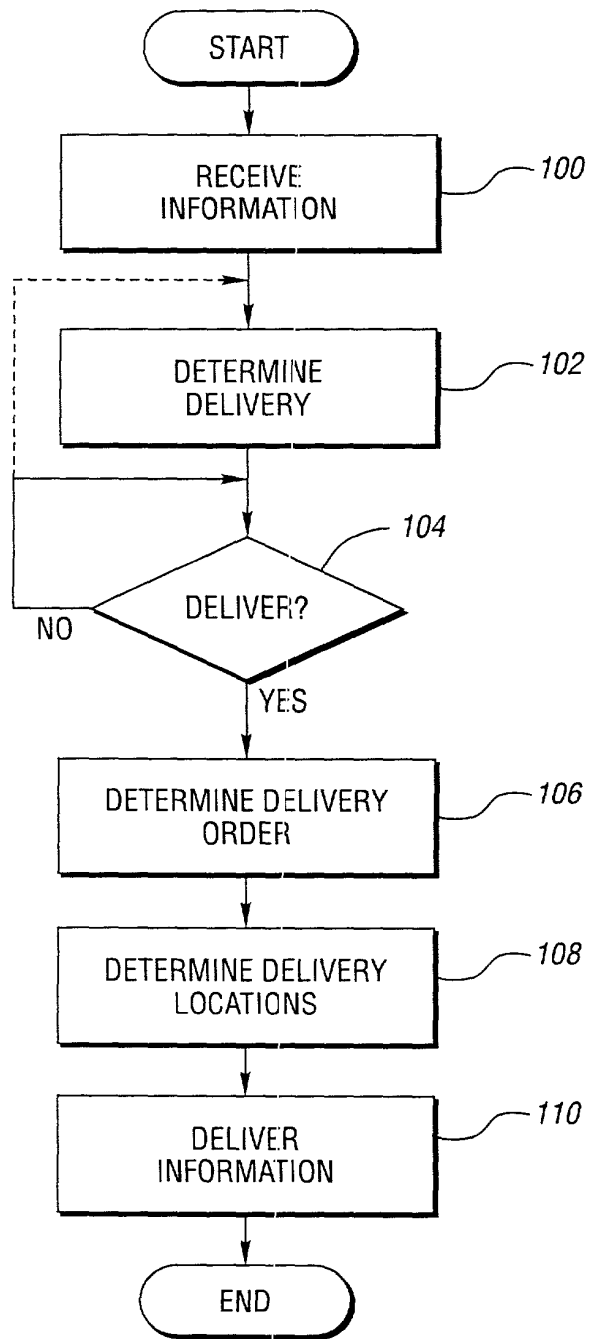 START
RECEIVE
INFORMATION
100
DETERMINE
DELIVERY
102
104
DELIVER?
NO
YES
DETERMINE DELIVERY
ORDER
106
DETERMINE DELIVERY
LOCATIONS
108
DELIVER
INFORMATION
110
END